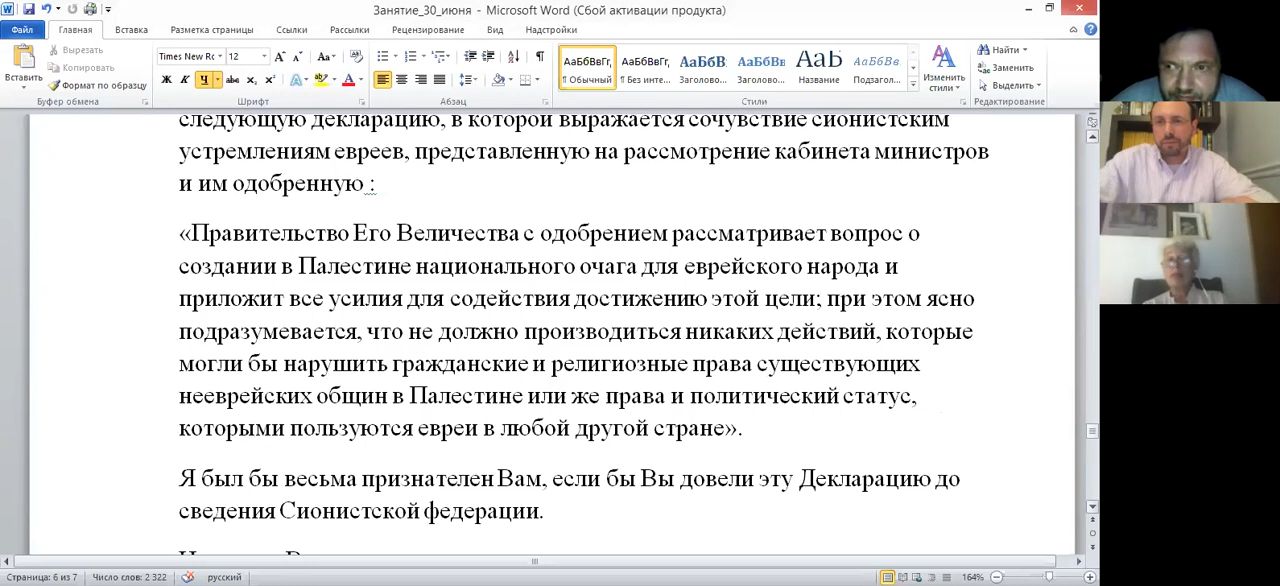 Занятие_30_июня - Microsoft Word (Сбой активации продукта)
Файл Главная Вставка Разметка страницы Ссылки Рассылки Рецензирование Вид Надстройки
Вставить
Вырезать
Копировать
Формат по образцу
Буфер обмена
Times New Ro 12
Ж К Ч abc x₂ x²
Шрифт
Абзац
АаБбВвГг, АаБбВвГг, АаБбВ АаБбВв АаБ АаБбВв
¶ Обычный ¶ Без инте... Заголово... Заголово... Название Подзагол...
Стили
Изменить стили
Найти
Заменить
Выделить
Редактирование
следующую декларацию, в которой выражается сочувствие сионистским
устремлениям евреев, представленную на рассмотрение кабинета министров
и им одобренную :
«Правительство Его Величества с одобрением рассматривает вопрос о
создании в Палестине национального очага для еврейского народа и
приложит все усилия для содействия достижению этой цели; при этом ясно
подразумевается, что не должно производиться никаких действий, которые
могли бы нарушить гражданские и религиозные права существующих
нееврейских общин в Палестине или же права и политический статус,
которыми пользуются евреи в любой другой стране».
Я был бы весьма признателен Вам, если бы Вы довели эту Декларацию до
сведения Сионистской федерации.
Страница: 6 из 7 Число слов: 2 322 русский 164%